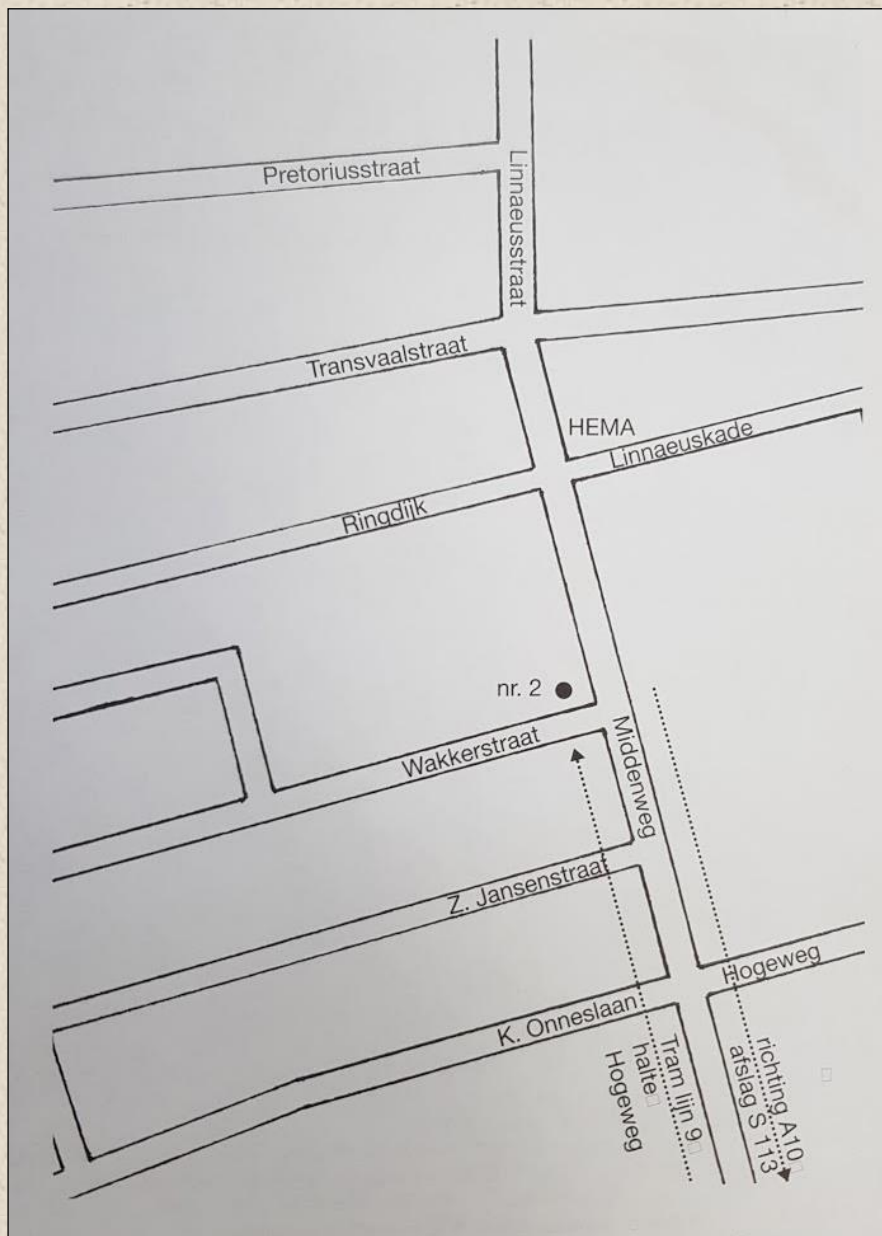 Pretoriusstraat
Linnaeusstraat
Transvaalstraat
HEMA
Linnaeuskade
Ringdijk
nr. 2
Wakkerstraat
Middenweg
Z. Jansenstraat
Hogeweg
K. Onneslaan
Tram lijn 9
halte
Hogeweg
richting A10
afslag S 113